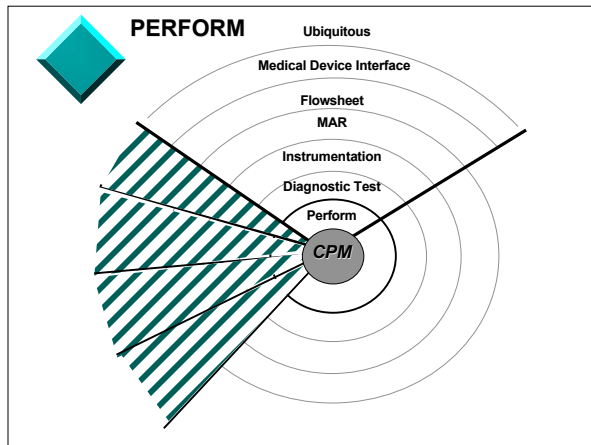 PERFORM
Ubiquitous
Medical Device Interface
Flowsheet
MAR
Instrumentation
Diagnostic Test
Perform
CPM